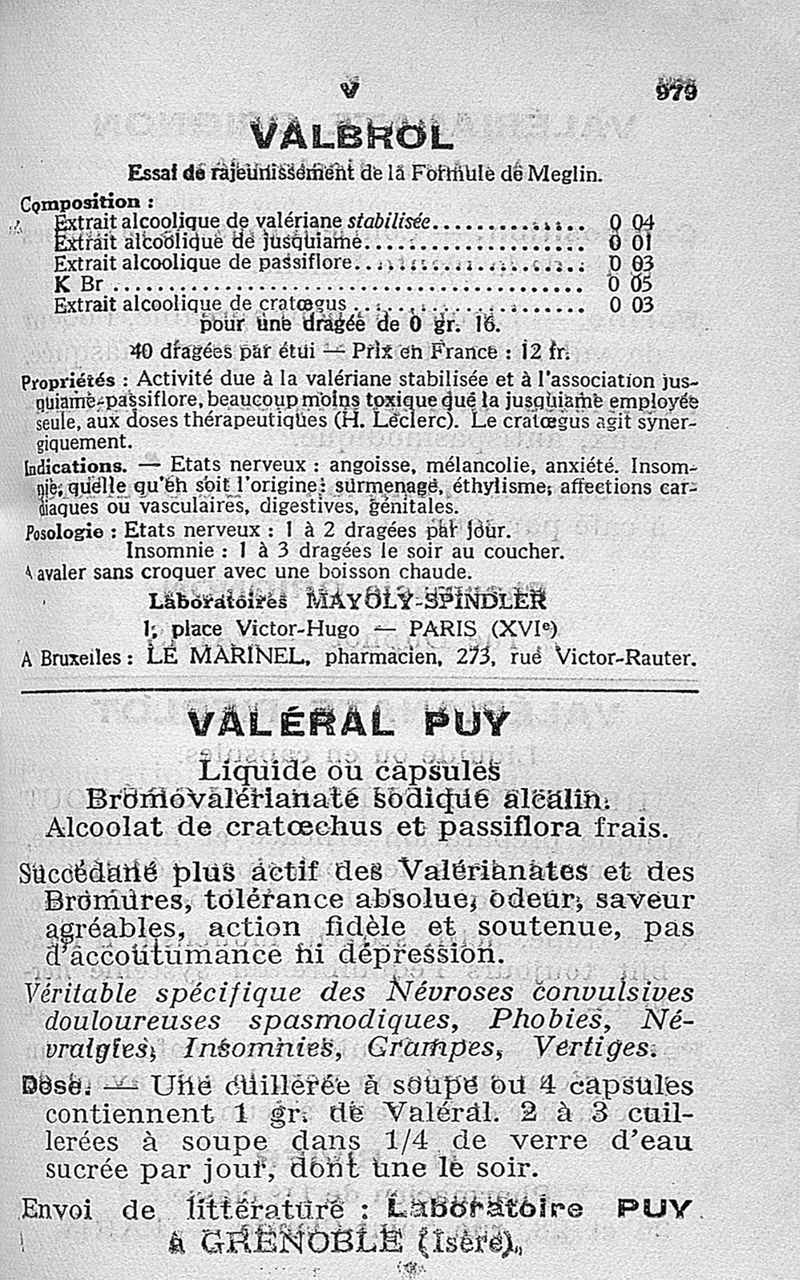 V 979
VALBROL
Essai de rajeunissement de la Formule de Meglin.
Composition :
Extrait alcoolique de valériane stabilisée........... 0 04
Extrait alcoolique de jusquiame................... 0 01
Extrait alcoolique de passiflore.................... 0 03
K Br ........................................ 0 05
Extrait alcoolique de cratœgus .................... 0 03
pour une dragée de 0 gr. 16.
40 dragées par étui — Prix en France : 12 fr.
Propriétés : Activité due à la valériane stabilisée et à l'association jus-
quiame-passiflore, beaucoup moins toxique que la jusquiame employée
seule, aux doses thérapeutiques (H. Leclerc). Le cratœgus agit syner-
giquement.
Indications. — Etats nerveux : angoisse, mélancolie, anxiété. Insom-
nie, quelle qu'en soit l'origine : surmenage, éthylisme, affections car-
diaques ou vasculaires, digestives, génitales.
Posologie : Etats nerveux : 1 à 2 dragées par jour.
Insomnie : 1 à 3 dragées le soir au coucher.
A avaler sans croquer avec une boisson chaude.
Laboratoires MAYOLY-SPINDLER
1, place Victor-Hugo — PARIS (XVIe)
A Bruxelles : LE MARINEL, pharmacien, 273, rue Victor-Rauter.
VALÉRAL PUY
Liquide ou capsules
Bromovalérianate sodique alcalin.
Alcoolat de cratœchus et passiflora frais.
Succédané plus actif des Valérianates et des
Bromures, tolérance absolue, odeur, saveur
agréables, action fidèle et soutenue, pas
d'accoutumance ni dépression.
Véritable spécifique des Névroses convulsives
douloureuses spasmodiques, Phobies, Né-
vralgies, Insomnies, Crampes, Vertiges.
Dose. — Une cuillerée à soupe ou 4 capsules
contiennent 1 gr. de Valéral. 2 à 3 cuil-
lerées à soupe dans 1/4 de verre d'eau
sucrée par jour, dont une le soir.
Envoi de littérature : Laboratoire PUY
à GRENOBLE (Isère),